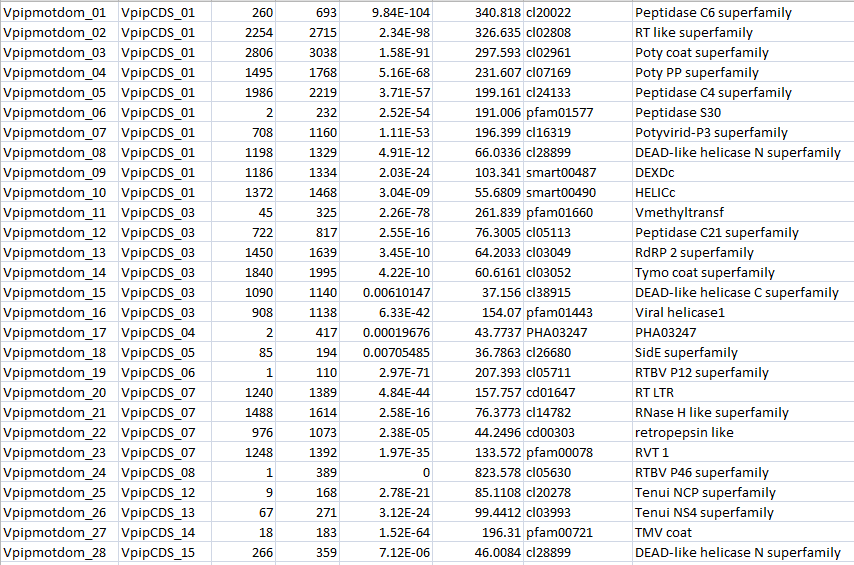 Vpipmotdom_01 VpipCDS_01 260 693 9.84E-104 340.818 cl20022 Peptidase C6 superfamily
Vpipmotdom_02 VpipCDS_01 2254 2715 2.34E-98 326.635 cl02808 RT like superfamily
Vpipmotdom_03 VpipCDS_01 2806 3038 1.58E-91 297.593 cl02961 Poty coat superfamily
Vpipmotdom_04 VpipCDS_01 1495 1768 5.16E-68 231.607 cl07169 Poty PP superfamily
Vpipmotdom_05 VpipCDS_01 1986 2219 3.71E-57 199.161 cl24133 Peptidase C4 superfamily
Vpipmotdom_06 VpipCDS_01 2 232 2.52E-54 191.006 pfam01577 Peptidase S30
Vpipmotdom_07 VpipCDS_01 708 1160 1.11E-53 196.399 cl16319 Potyvirid-P3 superfamily
Vpipmotdom_08 VpipCDS_01 1198 1329 4.91E-12 66.0336 cl28899 DEAD-like helicase N superfamily
Vpipmotdom_09 VpipCDS_01 1186 1334 2.03E-24 103.341 smart00487 DEXDc
Vpipmotdom_10 VpipCDS_01 1372 1468 3.04E-09 55.6809 smart00490 HELICc
Vpipmotdom_11 VpipCDS_03 45 325 2.26E-78 261.839 pfam01660 Vmethyltransf
Vpipmotdom_12 VpipCDS_03 722 817 2.55E-16 76.3005 cl05113 Peptidase C21 superfamily
Vpipmotdom_13 VpipCDS_03 1450 1639 3.45E-10 64.2033 cl03049 RdRP 2 superfamily
Vpipmotdom_14 VpipCDS_03 1840 1995 4.22E-10 60.6161 cl03052 Tymo coat superfamily
Vpipmotdom_15 VpipCDS_03 1090 1140 0.00610147 37.156 cl38915 DEAD-like helicase C superfamily
Vpipmotdom_16 VpipCDS_03 908 1138 6.33E-42 154.07 pfam01443 Viral helicase1
Vpipmotdom_17 VpipCDS_04 2 417 0.00019676 43.7737 PHA03247 PHA03247
Vpipmotdom_18 VpipCDS_05 85 194 0.00705485 36.7863 cl26680 SidE superfamily
Vpipmotdom_19 VpipCDS_06 1 110 2.97E-71 207.393 cl05711 RTBV P12 superfamily
Vpipmotdom_20 VpipCDS_07 1240 1389 4.84E-44 157.757 cd01647 RT LTR
Vpipmotdom_21 VpipCDS_07 1488 1614 2.58E-16 76.3773 cl14782 RNase H like superfamily
Vpipmotdom_22 VpipCDS_07 976 1073 2.38E-05 44.2496 cd00303 retropepsin like
Vpipmotdom_23 VpipCDS_07 1248 1392 1.97E-35 133.572 pfam00078 RVT 1
Vpipmotdom_24 VpipCDS_08 1 389 0 823.578 cl05630 RTBV P46 superfamily
Vpipmotdom_25 VpipCDS_12 9 168 2.78E-21 85.1108 cl20278 Tenui NCP superfamily
Vpipmotdom_26 VpipCDS_13 67 271 3.12E-24 99.4412 cl03993 Tenui NS4 superfamily
Vpipmotdom_27 VpipCDS_14 18 183 1.52E-64 196.31 pfam00721 TMV coat
Vpipmotdom_28 VpipCDS_15 266 359 7.12E-06 46.0084 cl28899 DEAD-like helicase N superfamily